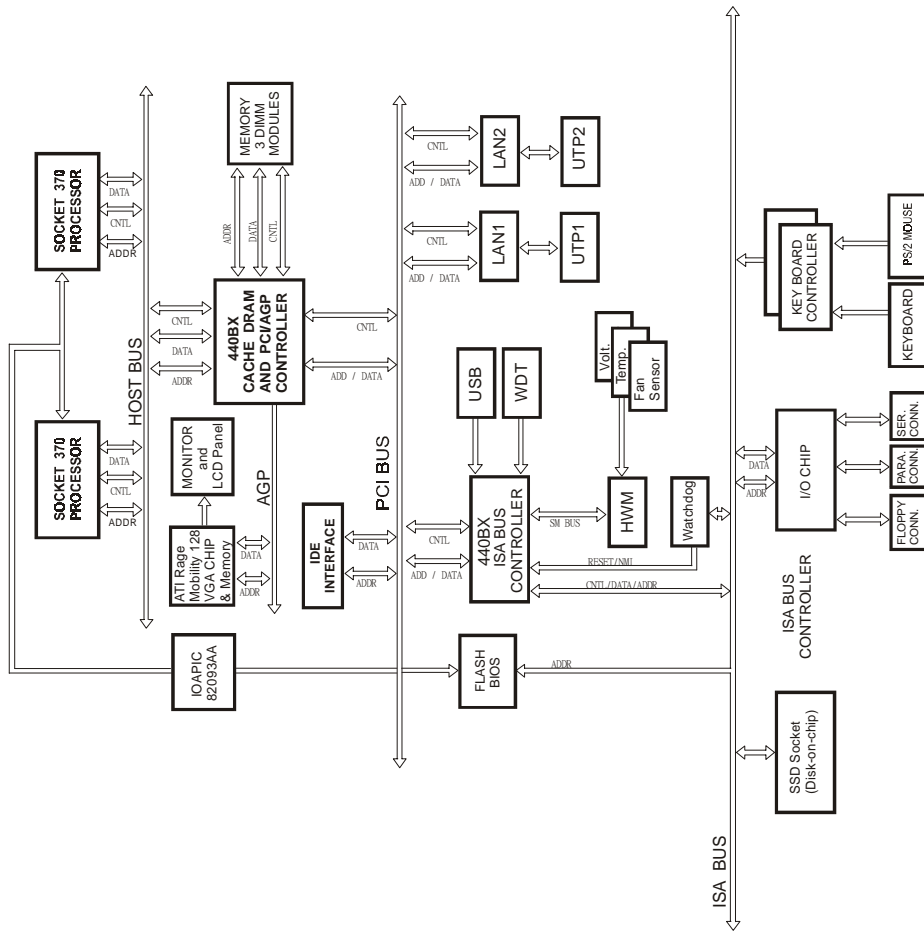 SOCKET 370
PROCESSOR
SOCKET 370
PROCESSOR
ADDR
CNTL
DATA
ADDR
CNTL
DATA
HOST BUS
IOAPIC
82093AA
ATI Rage
Mobility 128
VGA CHIP
& Memory
MONITOR
and
LCD Panel
ADDR
DATA
AGP
ADDR
DATA
CNTL
440BX
CACHE DRAM
AND PCI/AGP
CONTROLLER
ADDR
DATA
CNTL
MEMORY
3 DIMM
MODULES
IDE
INTERFACE
ADDR
DATA
ADD / DATA
CNTL
PCI BUS
ADD / DATA
CNTL
ADD / DATA
CNTL
ADD / DATA
CNTL
FLASH
BIOS
440BX
ISA BUS
CONTROLLER
USB
WDT
LAN1
LAN2
UTP1
UTP2
SM BUS
HWM
Volt.
Temp.
Fan
Sensor
RESET/NMI
Watchdog
CNTL/DATA/ADDR
ADDR
ISA BUS
SSD Socket
(Disk-on-chip)
ISA BUS
CONTROLLER
ADDR
DATA
I/O CHIP
KEY BOARD
CONTROLLER
FLOPPY
CONN.
PARA.
CONN.
SER.
CONN.
KEYBOARD
PS/2 MOUSE